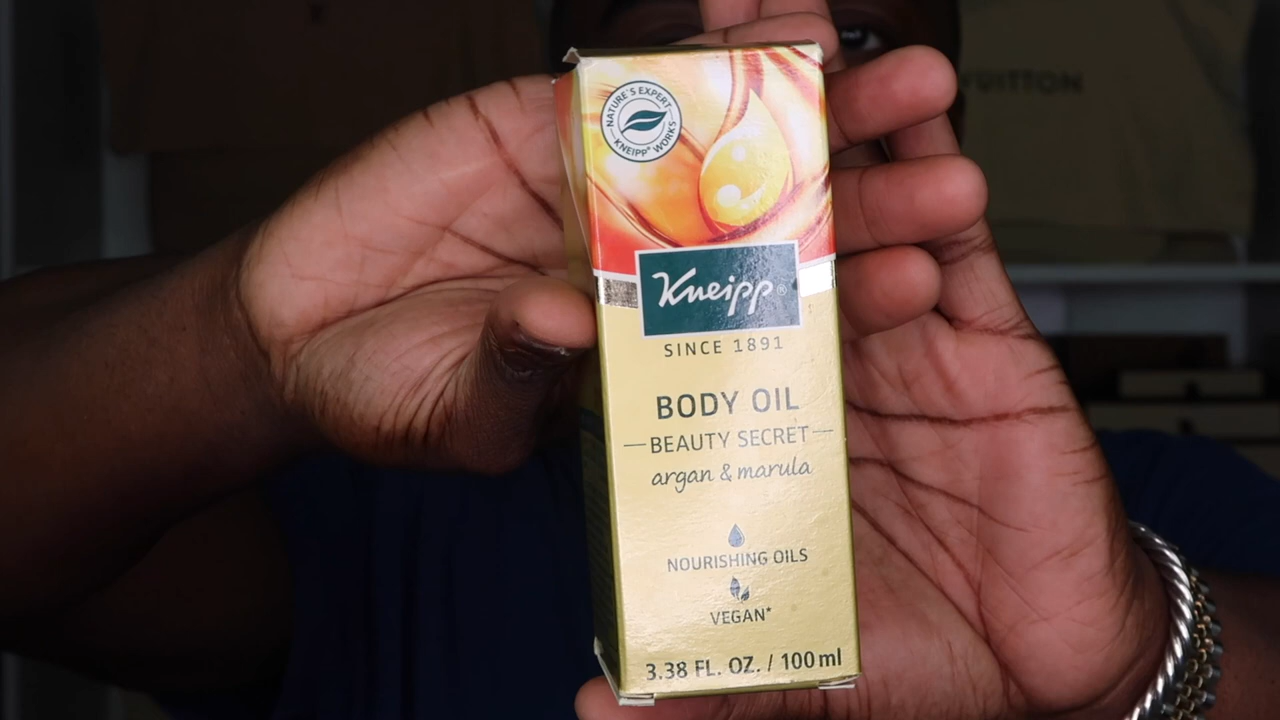 NATURE'S EXPERT
KNEIPP® WORKS
Kneipp®
SINCE 1891
BODY OIL
BEAUTY SECRET
argan & marula
NOURISHING OILS
VEGAN*
3.38 FL. OZ. / 100 ml
UITTON